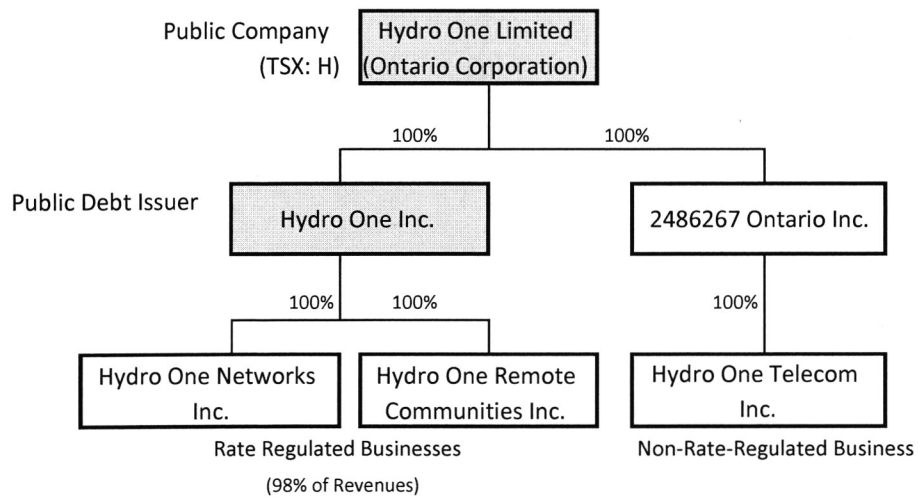 Public Company
(TSX: H)
Hydro One Limited
(Ontario Corporation)
100%
100%
Public Debt Issuer
Hydro One Inc.
2486267 Ontario Inc.
100%
100%
100%
Hydro One Networks
Inc.
Hydro One Remote
Communities Inc.
Hydro One Telecom
Inc.
Rate Regulated Businesses
(98% of Revenues)
Non-Rate-Regulated Business